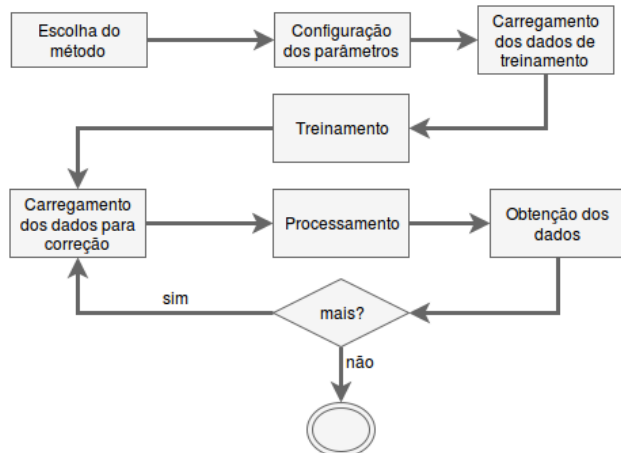 Escolha do
método
Configuração
dos parâmetros
Carregamento
dos dados de
treinamento
Treinamento
Carregamento
dos dados para
correção
Processamento
Obtenção dos
dados
sim
mais?
não